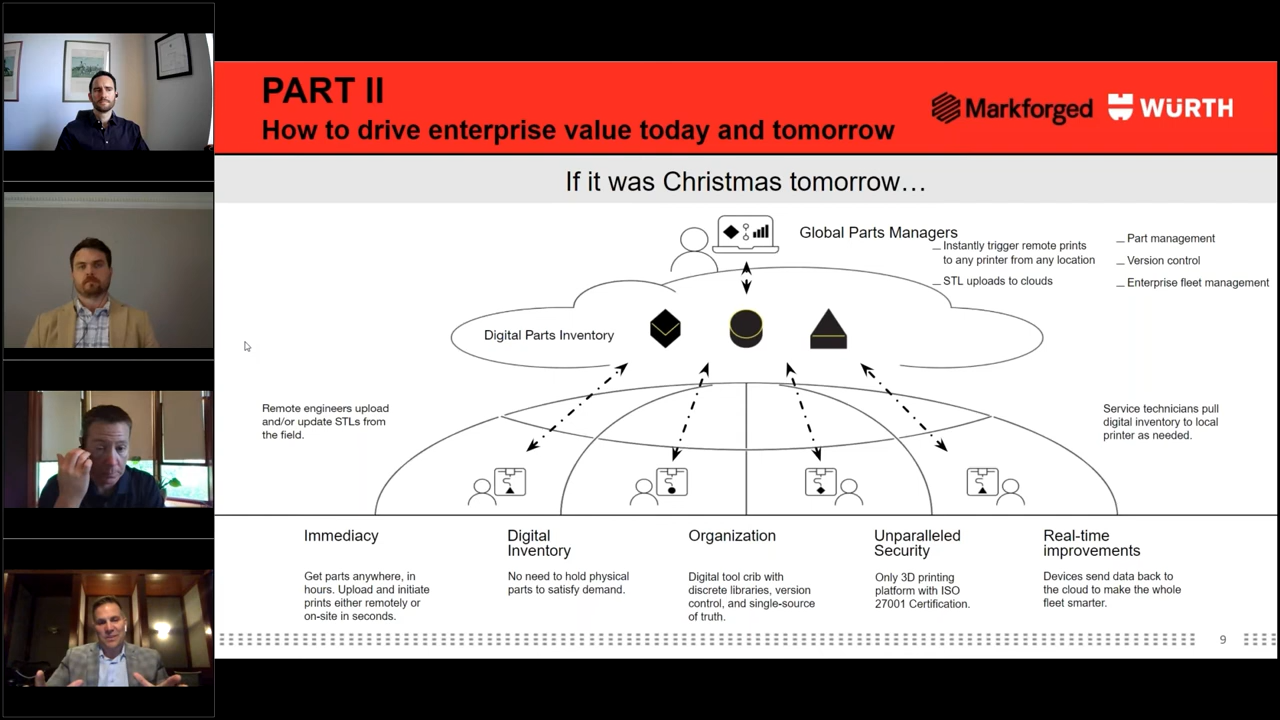 PART II
How to drive enterprise value today and tomorrow
Markforged
WÜRTH
If it was Christmas tomorrow…
Global Parts Managers
Instantly trigger remote prints
to any printer from any location
STL uploads to clouds
Part management
Version control
Enterprise fleet management
Digital Parts Inventory
Remote engineers upload
and/or update STLs from
the field.
Service technicians pull
digital inventory to local
printer as needed.
Immediacy
Get parts anywhere, in
hours. Upload and initiate
prints either remotely or
on-site in seconds.
Digital
Inventory
No need to hold physical
parts to satisfy demand.
Organization
Digital tool crib with
discrete libraries, version
control, and single-source
of truth.
Unparalleled
Security
Only 3D printing
platform with ISO
27001 Certification.
Real-time
improvements
Devices send data back to
the cloud to make the whole
fleet smarter.
9